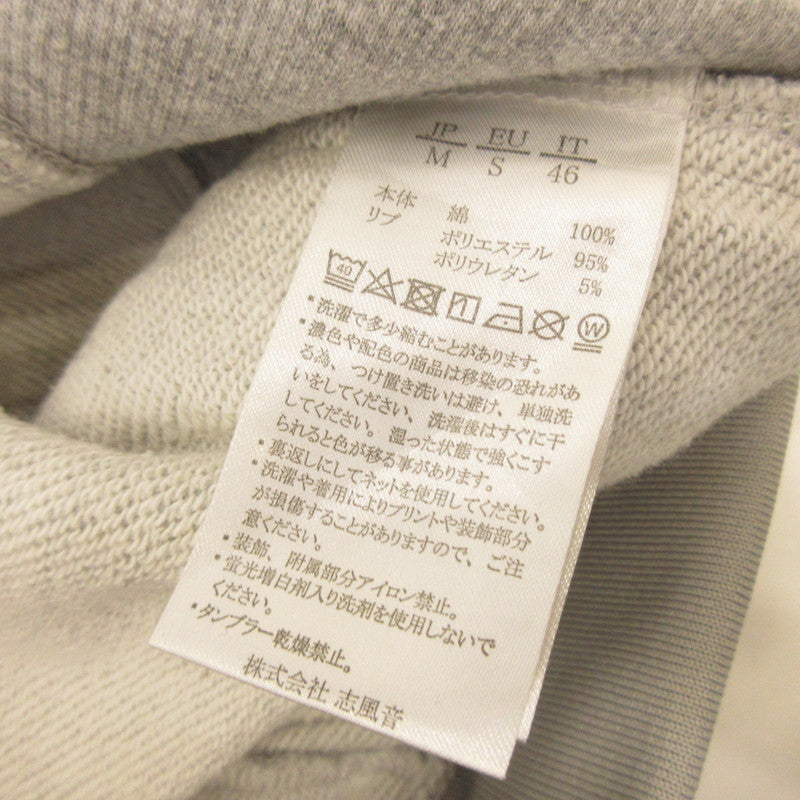 JP EU IT
M S 46
本体 綿 100%
リブ ポリエステル 95%
ポリウレタン 5%
40 W
・洗濯で多少縮むことがあります。
・濃色や配色の商品は移染の恐れがあ
る為、つけ置き洗いは避け、単独洗
いをしてください、洗濯後はすぐに干
してください。湿った状態で強くこす
られると色が移る事があります。
・裏返しにしてネットを使用してください。
・洗濯や着用によりプリントや装飾部分
が損傷することがありますので、ご注
意ください。
・装飾、附属部分アイロン禁止。
・蛍光増白剤入り洗剤を使用しないで
ください。
・タンブラー乾燥禁止。
株式会社 志風音